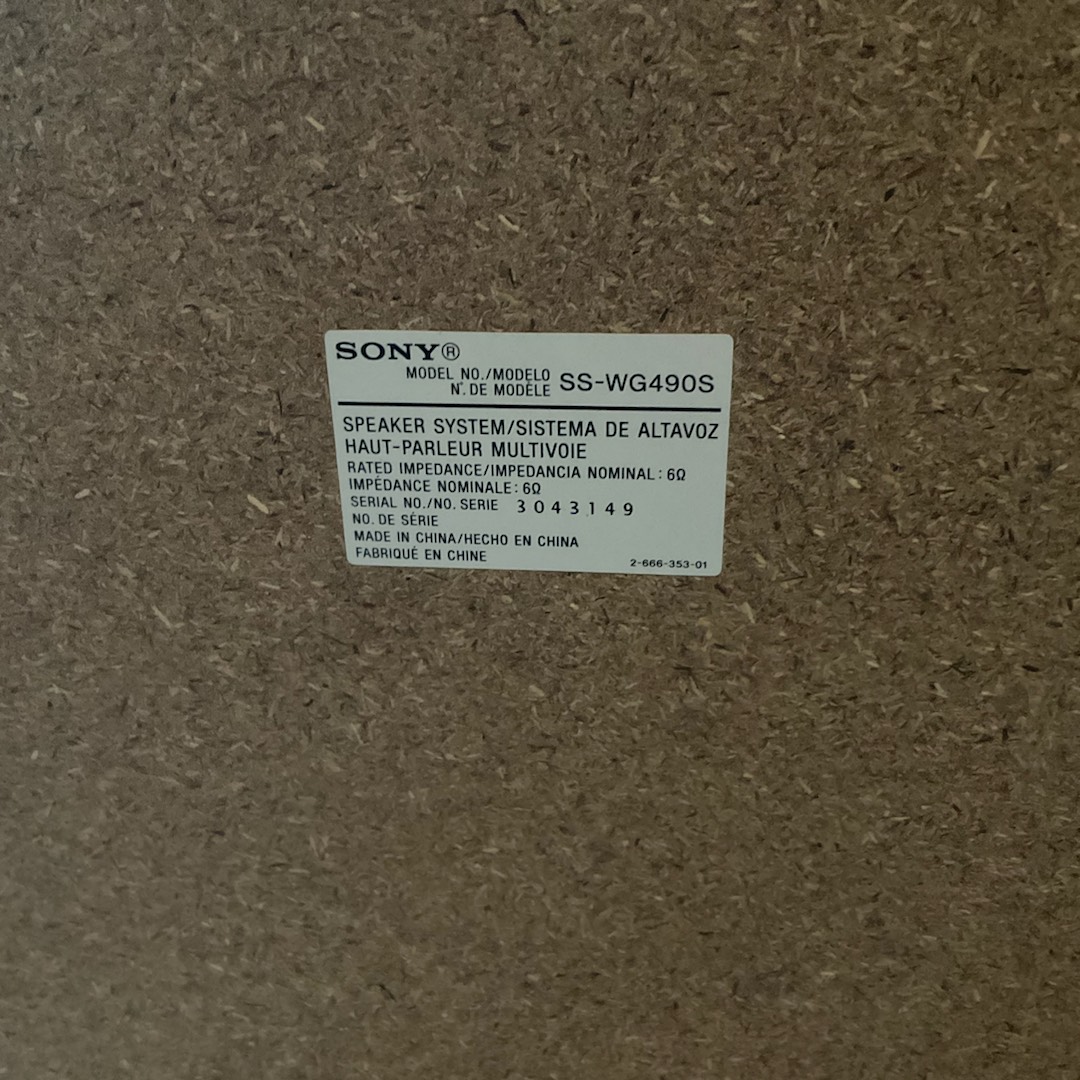 SONY®
MODEL NO./MODELO
N°. DE MODÈLE SS-WG490S
SPEAKER SYSTEM/SISTEMA DE ALTAVOZ
HAUT-PARLEUR MULTIVOIE
RATED IMPEDANCE/IMPEDANCIA NOMINAL: 6Ω
IMPÉDANCE NOMINALE: 6Ω
SERIAL NO./NO. SERIE 3043149
NO. DE SÉRIE
MADE IN CHINA/HECHO EN CHINA
FABRIQUÉ EN CHINE
2-666-353-01